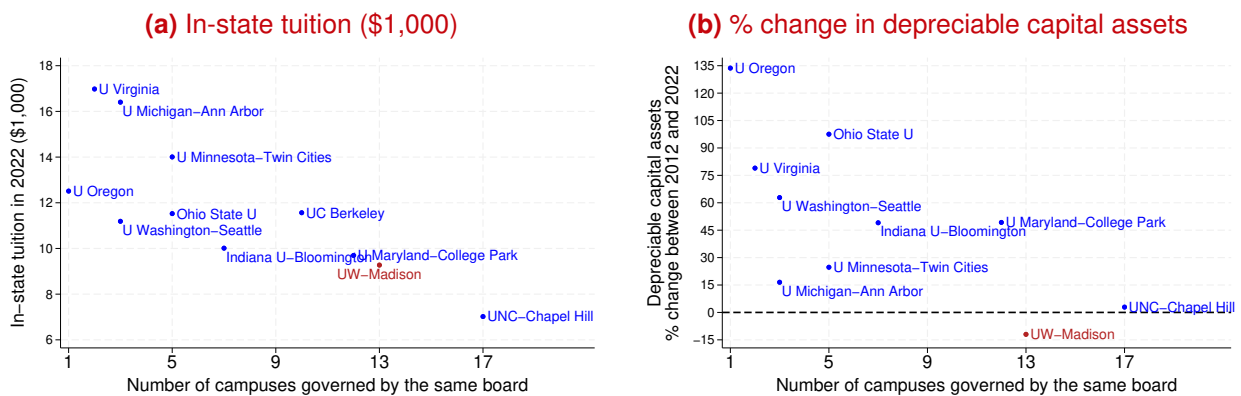 (a) In-state tuition ($1,000)
In−state tuition in 2022 ($1,000)
18
16
14
12
10
8
6
U Virginia
U Michigan−Ann Arbor
U Minnesota−Twin Cities
U Oregon
Ohio State U
UC Berkeley
U Washington−Seattle
Indiana U−Bloomington
U Maryland−College Park
UW−Madison
UNC−Chapel Hill
1 5 9 13 17
Number of campuses governed by the same board
(b) % change in depreciable capital assets
Depreciable capital assets
% change between 2012 and 2022
135
120
105
90
75
60
45
30
15
0
−15
U Oregon
Ohio State U
U Virginia
U Washington−Seattle
U Maryland−College Park
Indiana U−Bloomington
U Minnesota−Twin Cities
U Michigan−Ann Arbor
UNC−Chapel Hill
UW−Madison
1 5 9 13 17
Number of campuses governed by the same board